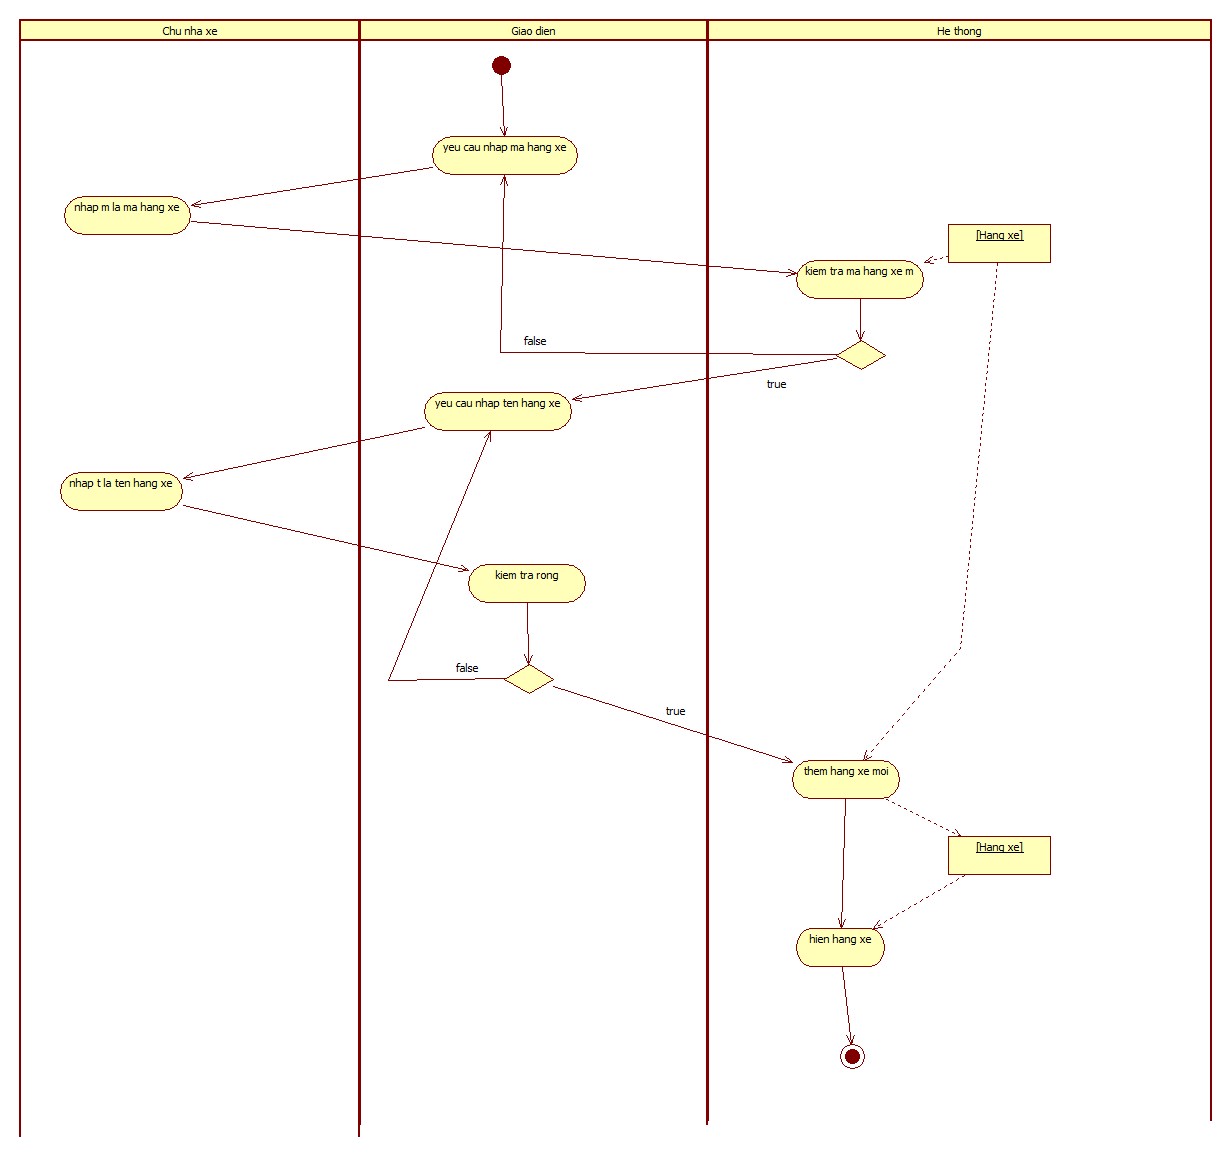 Chu nha xe
Giao dien
He thong
yeu cau nhap ma hang xe
nhap m la ma hang xe
[Hang xe]
kiem tra ma hang xe m
false
true
yeu cau nhap ten hang xe
nhap t la ten hang xe
kiem tra rong
false
true
them hang xe moi
[Hang xe]
hien hang xe